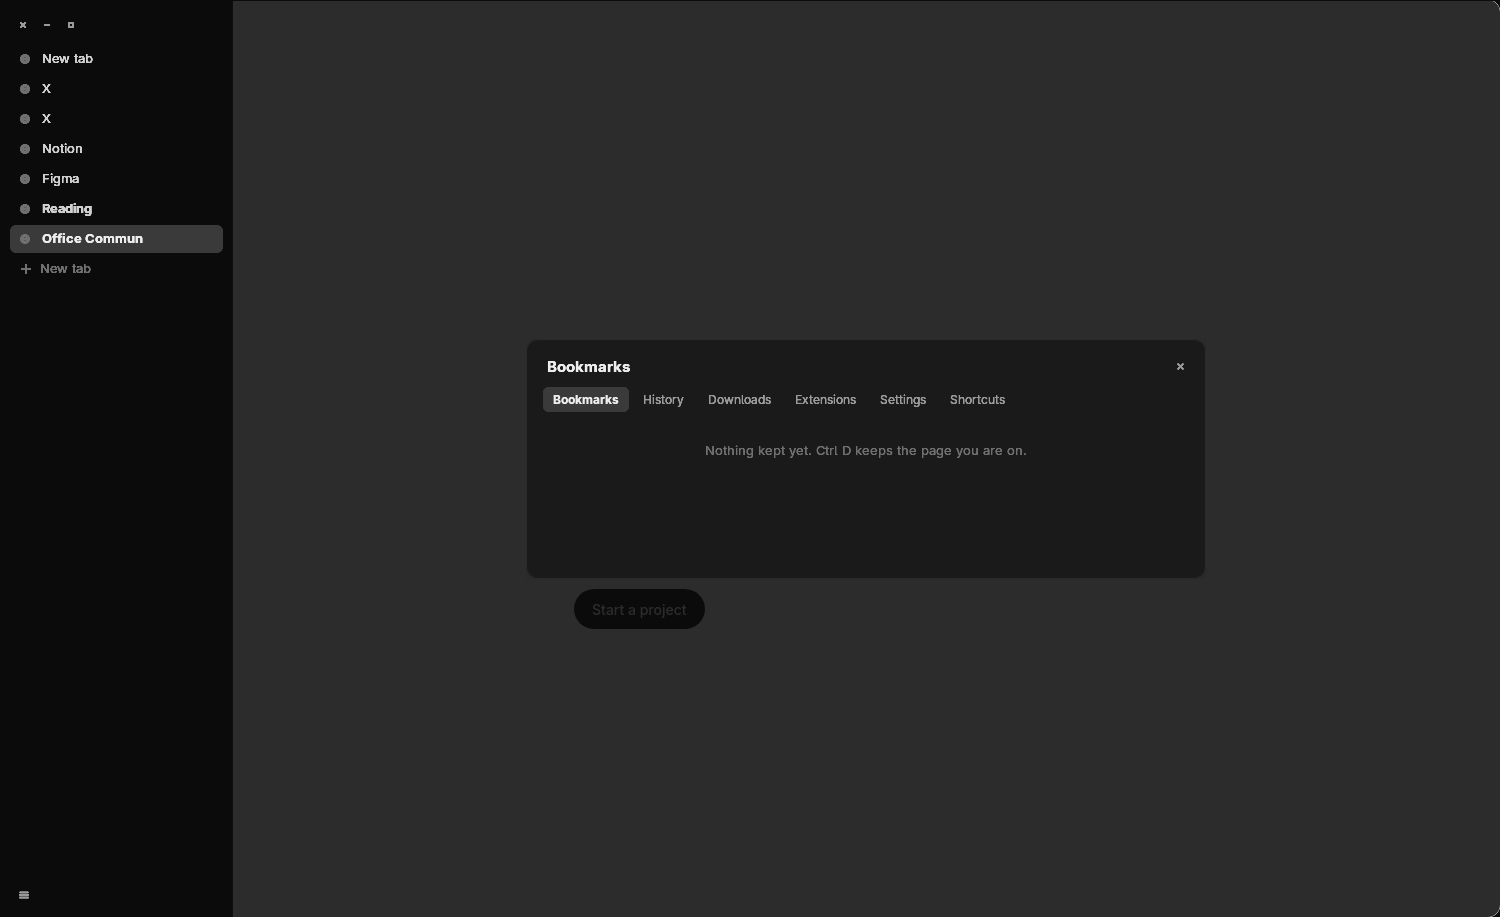 New tab
X
X
Notion
Figma
Reading
Office Commun
New tab
Bookmarks
Bookmarks History Downloads Extensions Settings Shortcuts
Nothing kept yet. Ctrl D keeps the page you are on.
Start a project